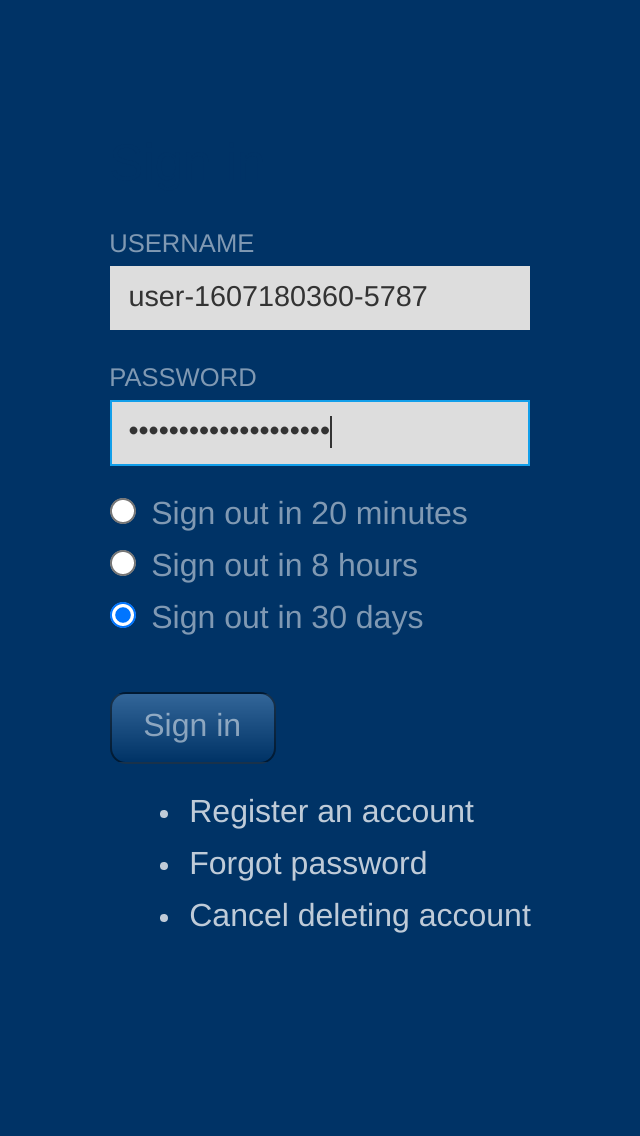 USERNAME
user-1607180360-5787
PASSWORD
••••••••••••••••••••
Sign out in 20 minutes
Sign out in 8 hours
Sign out in 30 days
Sign in
• Register an account
• Forgot password
• Cancel deleting account